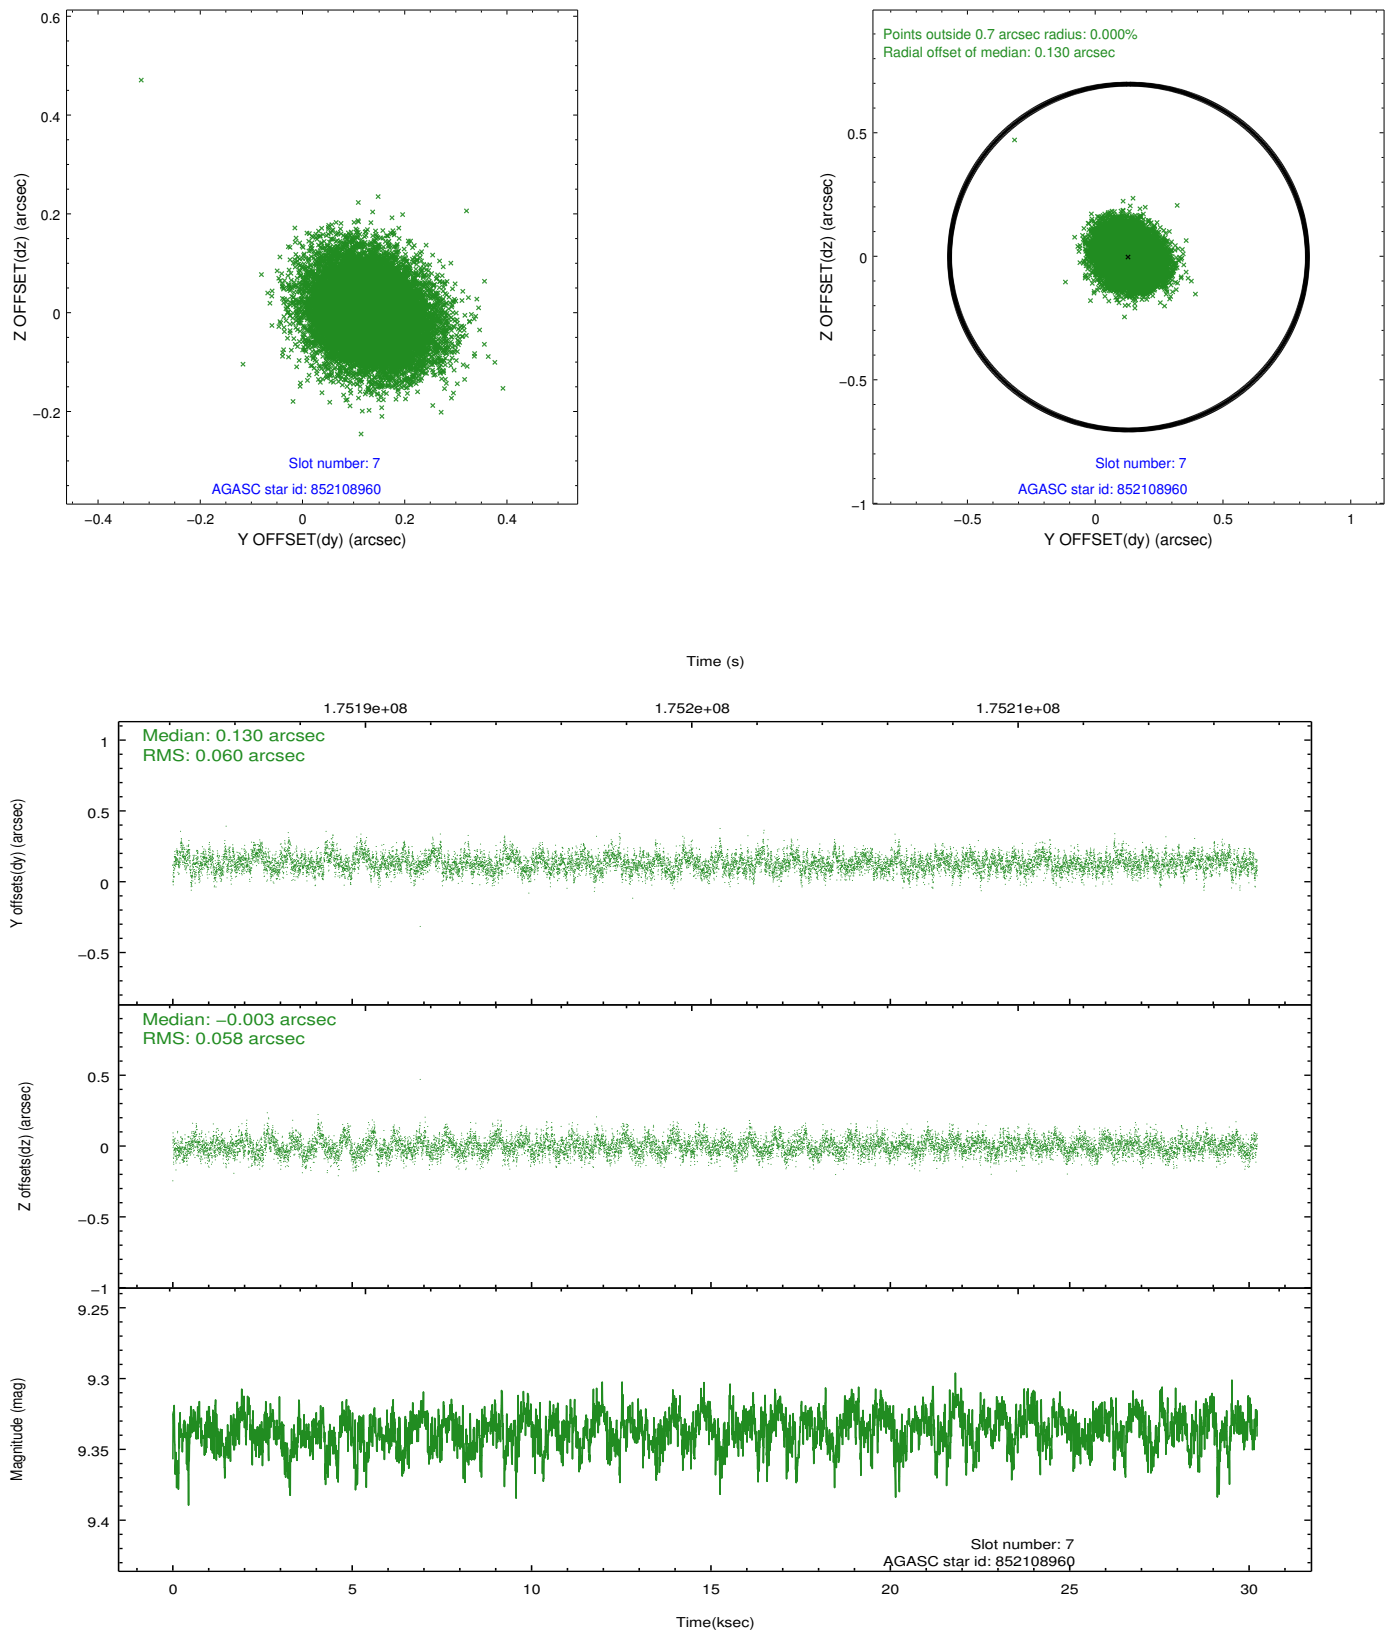 0.6
0.4
0.2
0
−0.2
Z OFFSET(dz) (arcsec)
Slot number: 7
AGASC star id: 852108960
−0.4 −0.2 0 0.2 0.4
Y OFFSET(dy) (arcsec)
Points outside 0.7 arcsec radius: 0.000%
Radial offset of median: 0.130 arcsec
0.5
0
−0.5
−1
Z OFFSET(dz) (arcsec)
Slot number: 7
AGASC star id: 852108960
−0.5 0 0.5 1
Y OFFSET(dy) (arcsec)
Time (s)
1.7519e+08 1.752e+08 1.7521e+08
Median: 0.130 arcsec
RMS: 0.060 arcsec
1
0.5
0
−0.5
Y offsets(dy) (arcsec)
Median: −0.003 arcsec
RMS: 0.058 arcsec
0.5
0
−0.5
−1
Z offsets(dz) (arcsec)
9.25
9.3
9.35
9.4
Magnitude (mag)
Slot number: 7
AGASC star id: 852108960
0 5 10 15 20 25 30
Time(ksec)